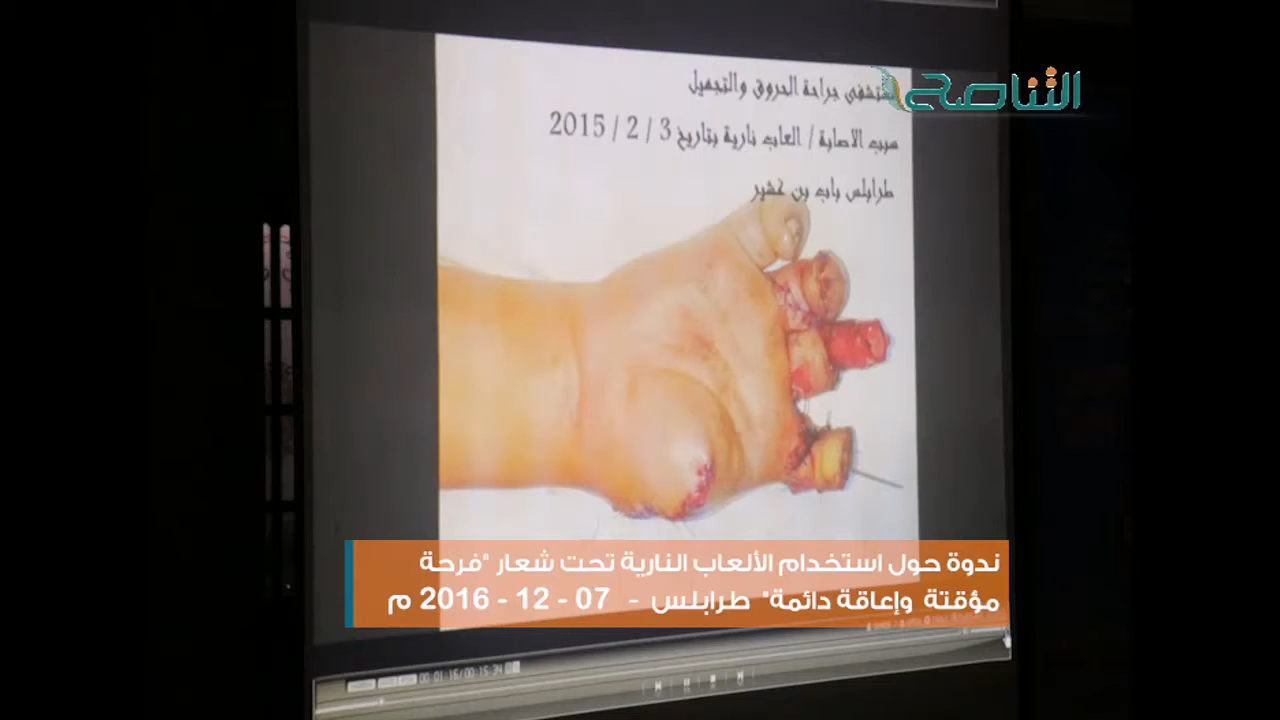 التناصح
مستشفى جراحة الحروق والتجميل
سبب الاصابة / العاب نارية بتاريخ 3 / 2 / 2015
طرابلس باب بن غشير
ندوة حول استخدام الألعاب النارية تحت شعار "فرحة
مؤقتة وإعاقة دائمة" طرابلس - 07 - 12 - 2016 م